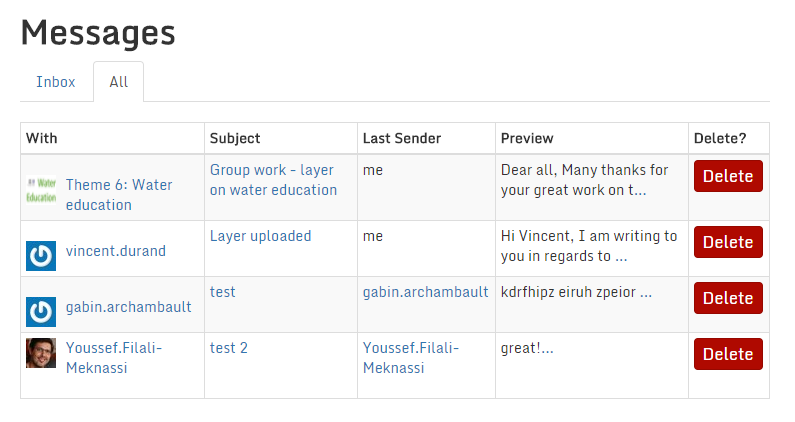 Messages
Inbox All
With Subject Last Sender Preview Delete?
Water Education Theme 6: Water education Group work - layer on water education me Dear all, Many thanks for your great work on t... Delete
vincent.durand Layer uploaded me Hi Vincent, I am writing to you in regards to ... Delete
gabin.archambault test gabin.archambault kdrfhipz eiruh zpeior ... Delete
Youssef.Filali-Meknassi test 2 Youssef.Filali-Meknassi great!... Delete